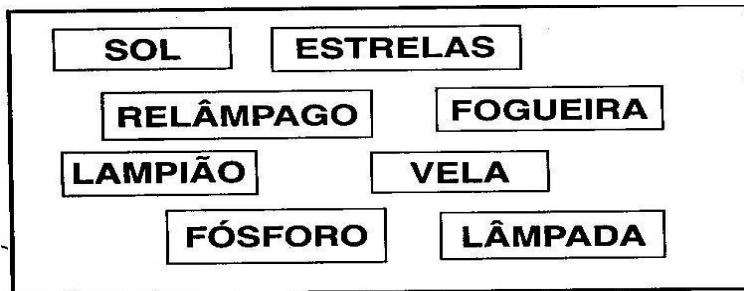 SOL ESTRELAS
RELÂMPAGO FOGUEIRA
LAMPIÃO VELA
FÓSFORO LÂMPADA